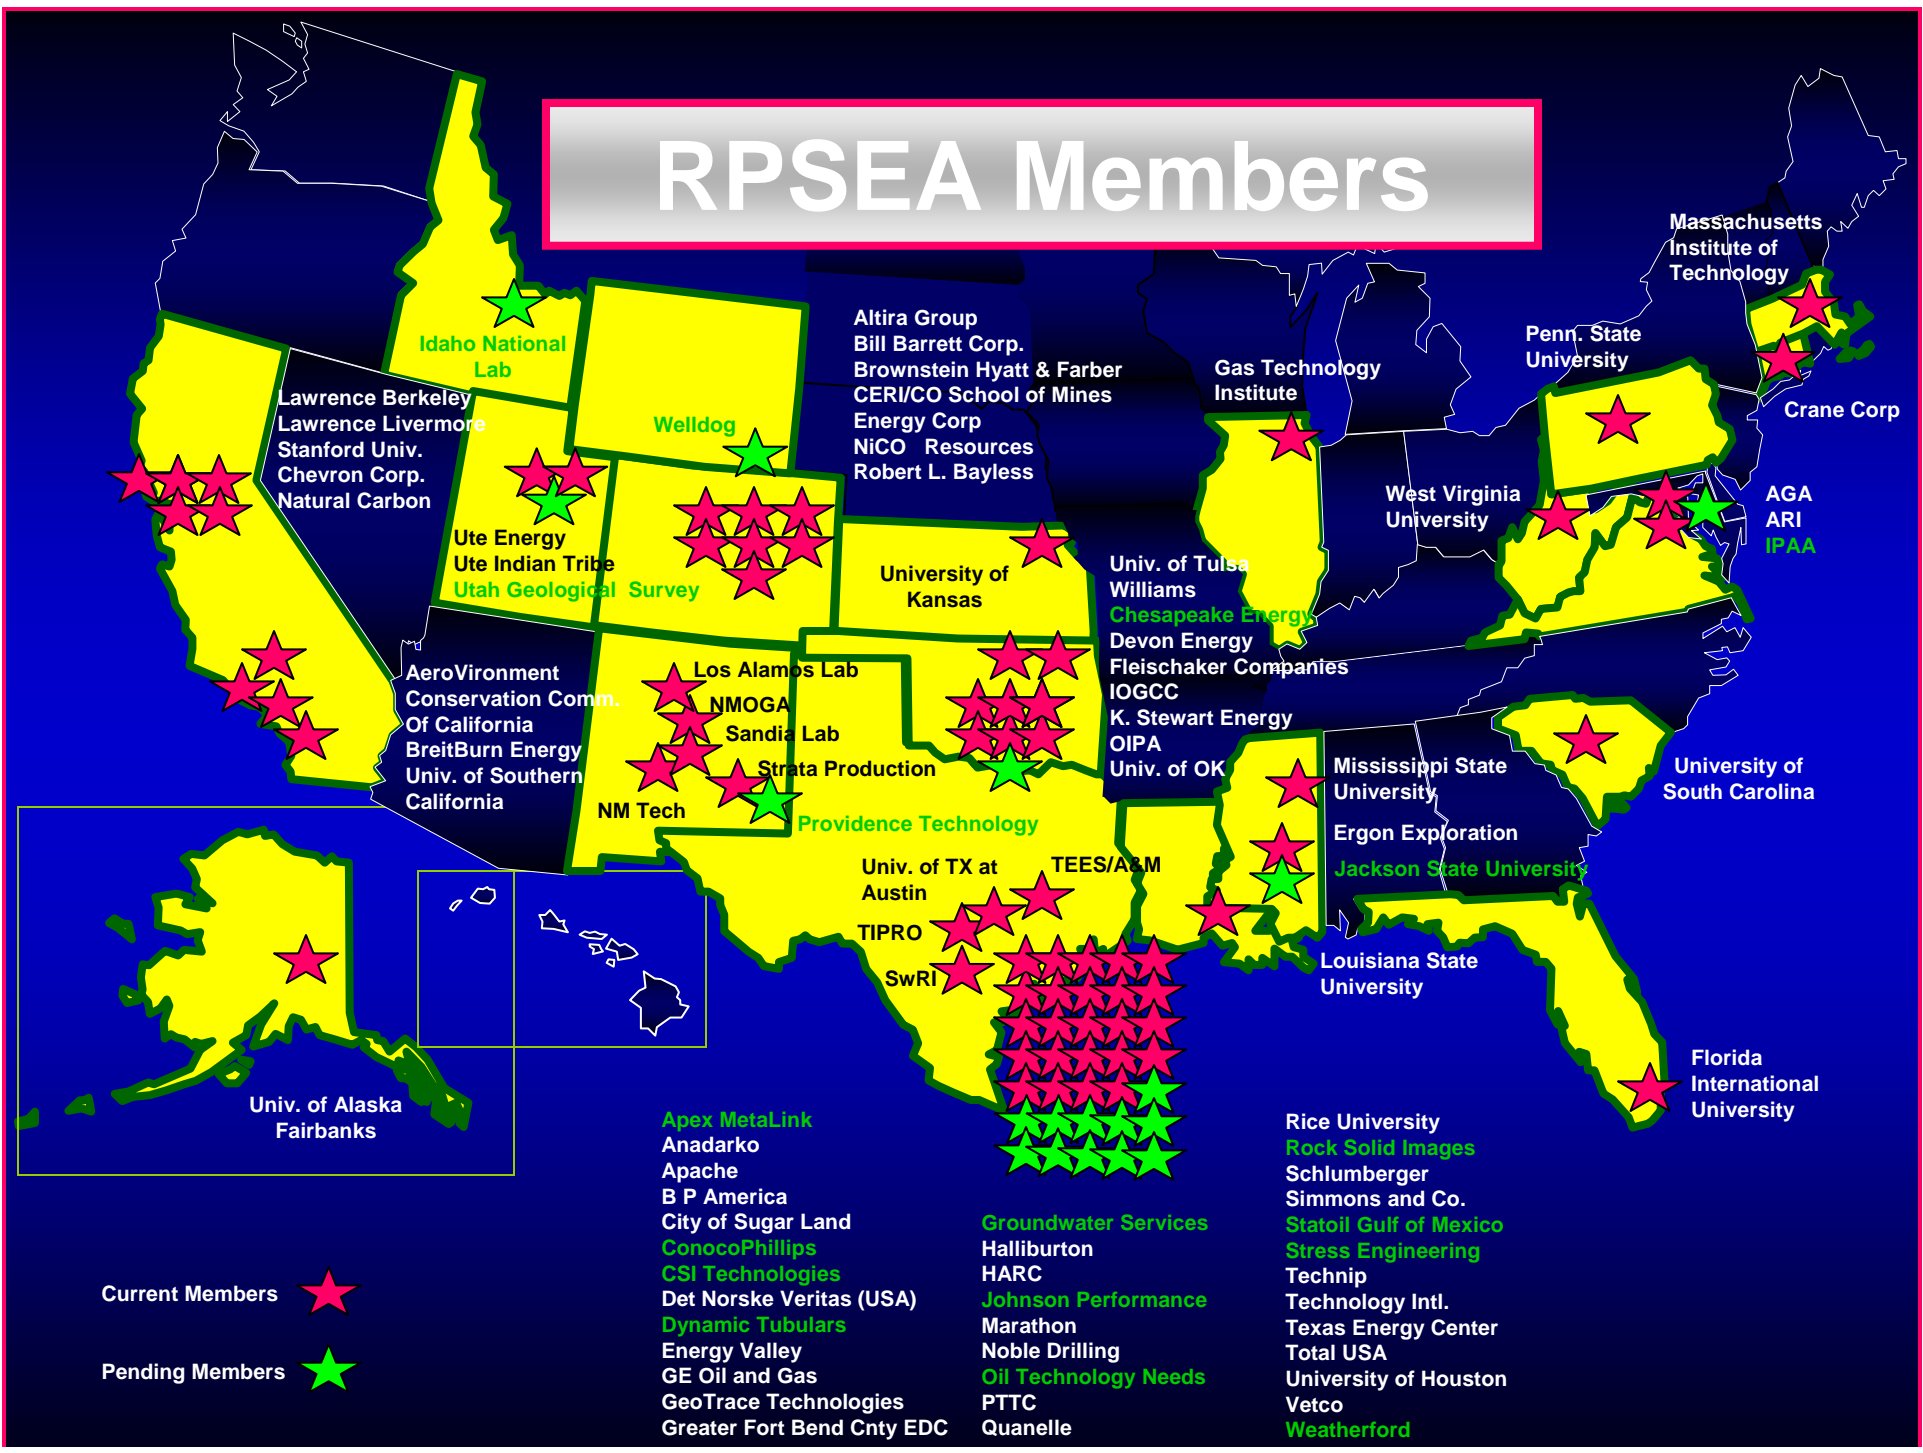 RPSEA Members
Massachusetts
Institute of
Technology
Penn. State
University
Crane Corp
Gas Technology
Institute
Altira Group
Bill Barrett Corp.
Brownstein Hyatt & Farber
CERI/CO School of Mines
Energy Corp
NiCO Resources
Robert L. Bayless
Idaho National
Lab
Welldog
Lawrence Berkeley
Lawrence Livermore
Stanford Univ.
Chevron Corp.
Natural Carbon
West Virginia
University
AGA
ARI
IPAA
Ute Energy
Ute Indian Tribe
Utah Geological Survey
University of
Kansas
Univ. of Tulsa
Williams
Chesapeake Energy
Devon Energy
Fleischaker Companies
IOGCC
K. Stewart Energy
OIPA
Univ. of OK
AeroVironment
Conservation Comm.
Of California
BreitBurn Energy
Univ. of Southern
California
Los Alamos Lab
NMOGA
Sandia Lab
Strata Production
NM Tech
Providence Technology
Mississippi State
University
Ergon Exploration
Jackson State University
University of
South Carolina
Univ. of TX at
Austin
TEES/A&M
TIPRO
SwRI
Louisiana State
University
Florida
International
University
Univ. of Alaska
Fairbanks
Apex MetaLink
Anadarko
Apache
B P America
City of Sugar Land
ConocoPhillips
CSI Technologies
Det Norske Veritas (USA)
Dynamic Tubulars
Energy Valley
GE Oil and Gas
GeoTrace Technologies
Greater Fort Bend Cnty EDC
Groundwater Services
Halliburton
HARC
Johnson Performance
Marathon
Noble Drilling
Oil Technology Needs
PTTC
Quanelle
Rice University
Rock Solid Images
Schlumberger
Simmons and Co.
Statoil Gulf of Mexico
Stress Engineering
Technip
Technology Intl.
Texas Energy Center
Total USA
University of Houston
Vetco
Weatherford
Current Members
Pending Members